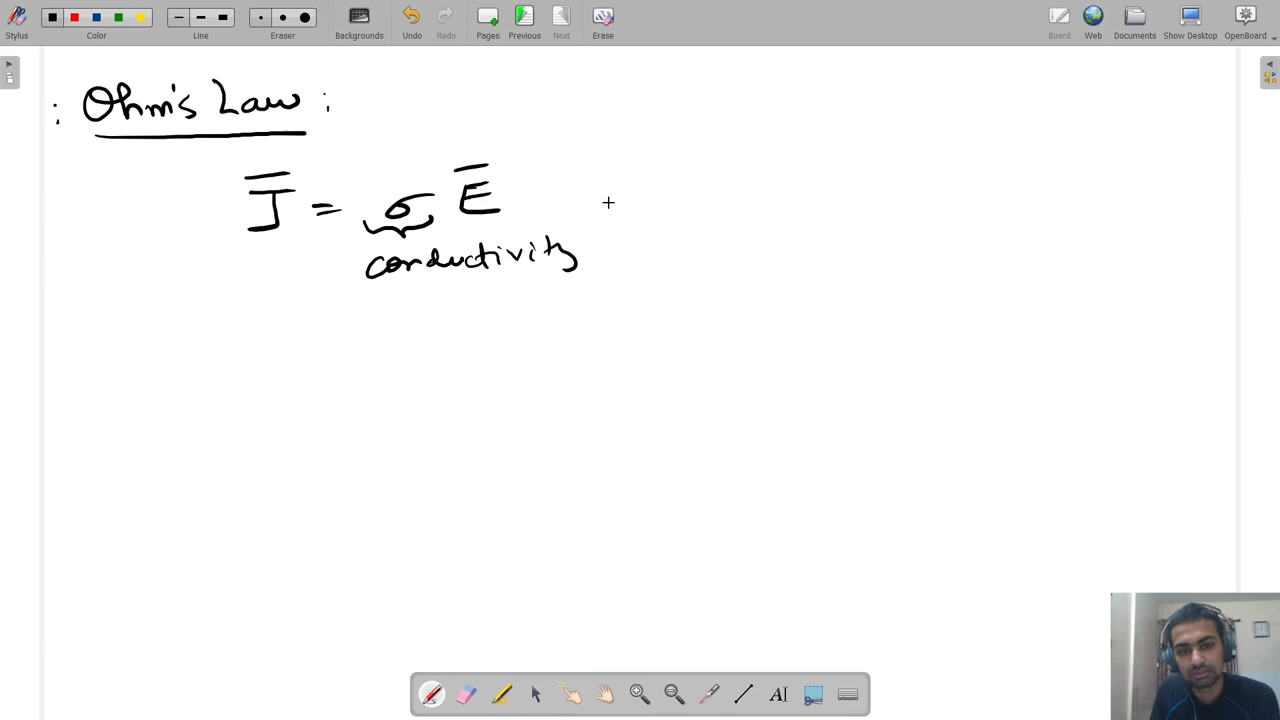 Stylus Color Line Eraser Backgrounds Undo Redo Pages Previous Next Erase Board Web Documents Show Desktop OpenBoard
: Ohm's Law :
J̅ = σ E̅
conductivity
AI